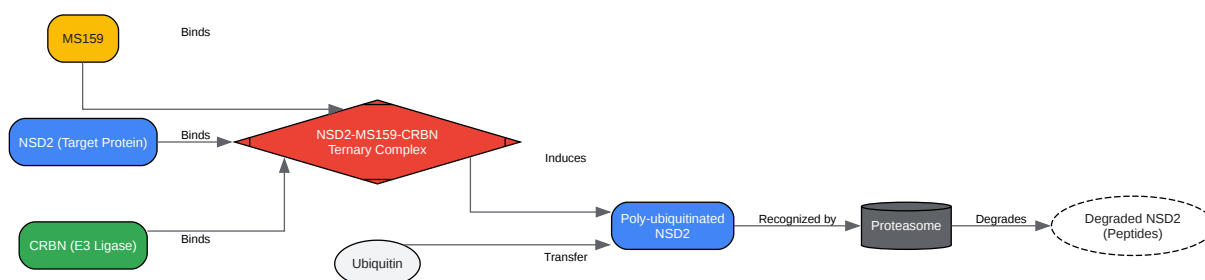 MS159
Binds
NSD2 (Target Protein)
Binds
NSD2-MS159-CRBN
Ternary Complex
CRBN (E3 Ligase)
Binds
Induces
Ubiquitin
Transfer
Poly-ubiquitinated
NSD2
Recognized by
Proteasome
Degrades
Degraded NSD2
(Peptides)